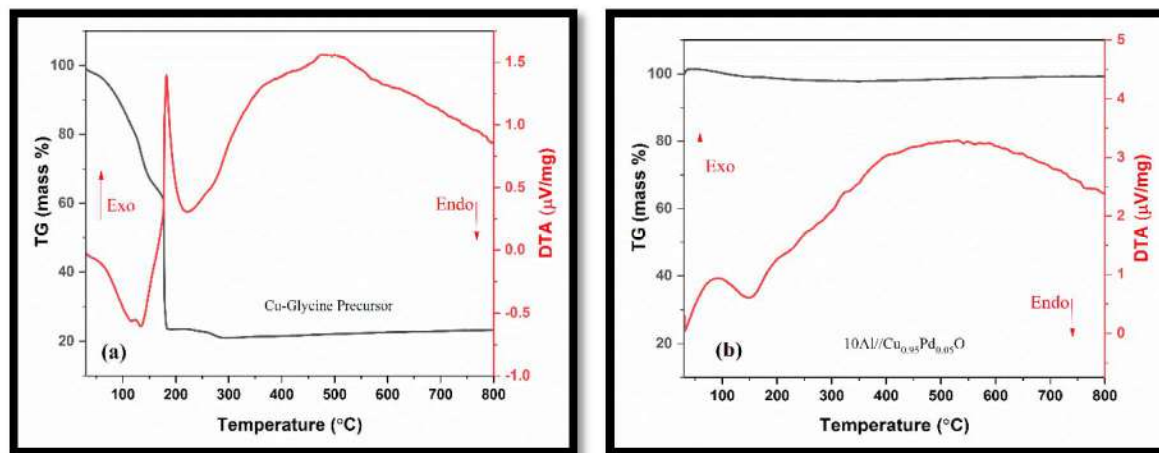 TG (mass %)
100
80
60
40
20
Exo
Endo
Cu-Glycine Precursor
(a)
1.5
1.0
0.5
0.0
-0.5
-1.0
DTA (μV/mg)
100 200 300 400 500 600 700 800
Temperature (°C)
TG (mass %)
100
80
60
40
20
Exo
Endo
(b)
10Al//Cu0.95Pd0.05O
5
4
3
2
1
0
DTA (μV/mg)
100 200 300 400 500 600 700 800
Temperature (°C)